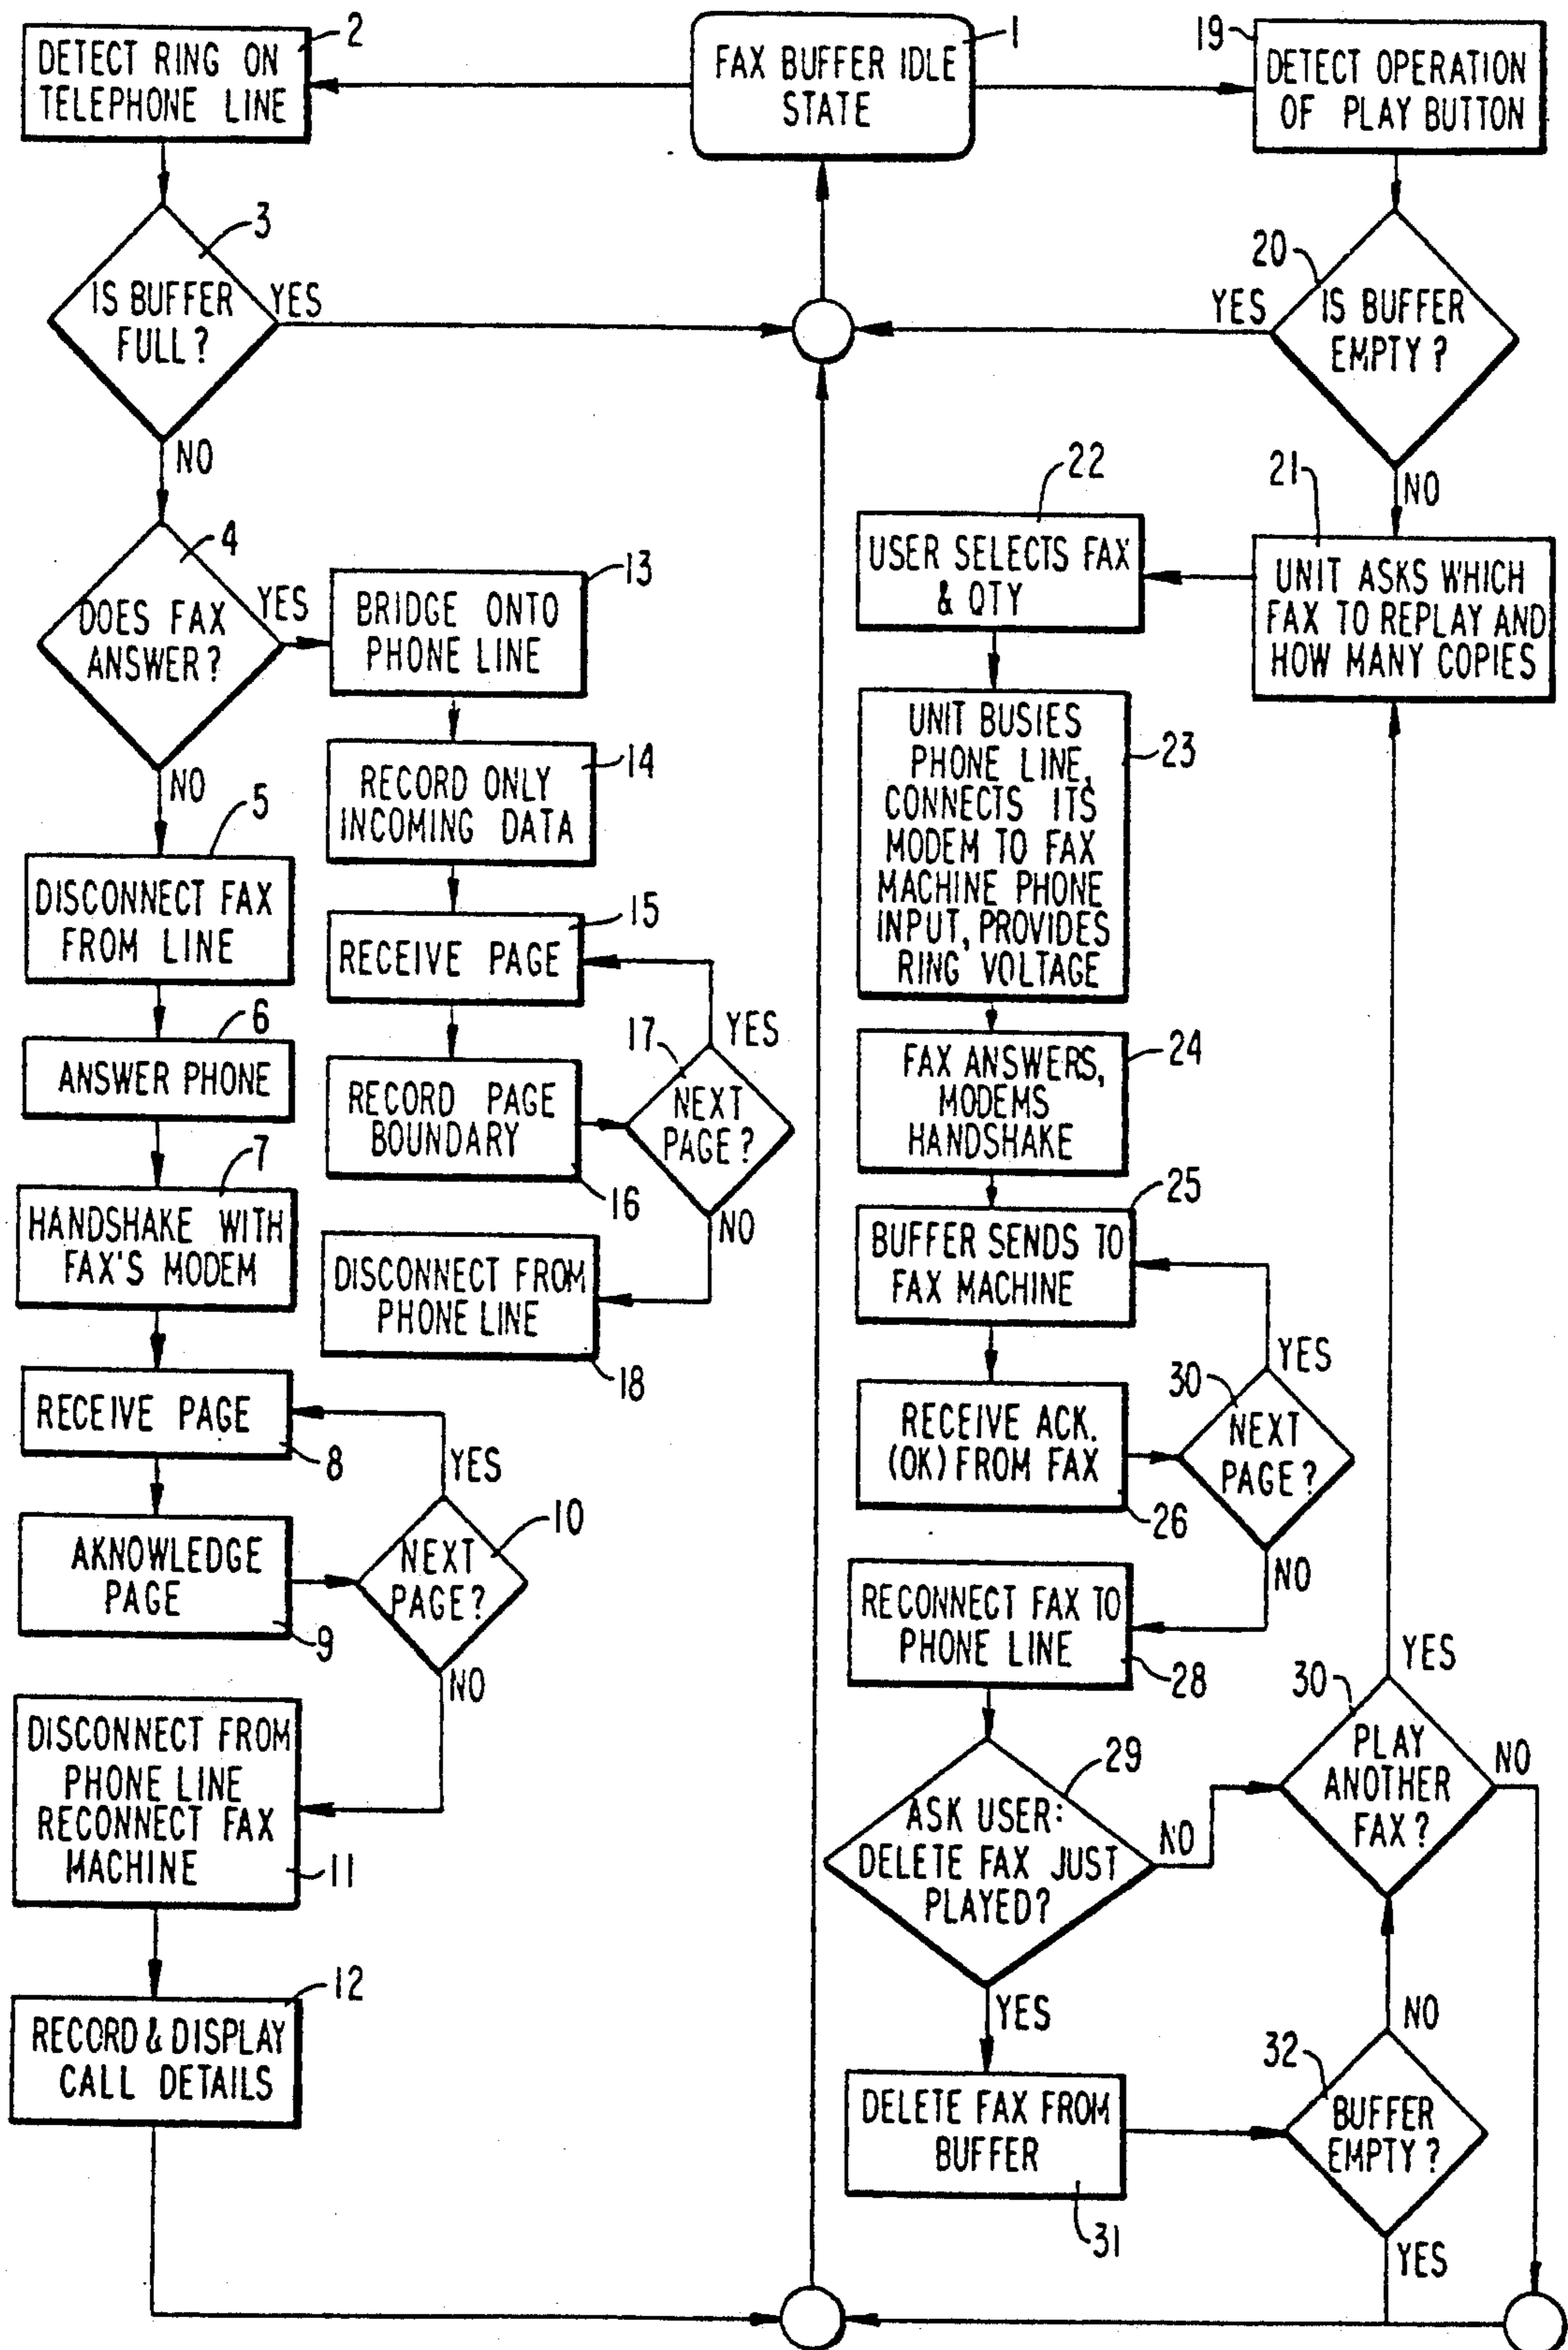 1
FAX BUFFER IDLE
STATE
2
DETECT RING ON
TELEPHONE LINE
3
IS BUFFER
FULL?
YES
NO
4
DOES FAX
ANSWER?
YES
NO
5
DISCONNECT FAX
FROM LINE
6
ANSWER PHONE
7
HANDSHAKE WITH
FAX'S MODEM
RECEIVE PAGE
8
AKNOWLEDGE
PAGE
9
10
NEXT
PAGE?
YES
NO
DISCONNECT FROM
PHONE LINE
RECONNECT FAX
MACHINE
11
12
RECORD & DISPLAY
CALL DETAILS
13
BRIDGE ONTO
PHONE LINE
14
RECORD ONLY
INCOMING DATA
15
RECEIVE PAGE
RECORD PAGE
BOUNDARY
16
17
NEXT
PAGE?
YES
NO
DISCONNECT FROM
PHONE LINE
18
19
DETECT OPERATION
OF PLAY BUTTON
20
IS BUFFER
EMPTY?
YES
NO
21
UNIT ASKS WHICH
FAX TO REPLAY AND
HOW MANY COPIES
22
USER SELECTS FAX
& QTY
23
UNIT BUSIES
PHONE LINE,
CONNECTS ITS
MODEM TO FAX
MACHINE PHONE
INPUT, PROVIDES
RING VOLTAGE
24
FAX ANSWERS,
MODEMS
HANDSHAKE
25
BUFFER SENDS TO
FAX MACHINE
RECEIVE ACK.
(OK) FROM FAX
26
30
NEXT
PAGE?
YES
NO
RECONNECT FAX TO
PHONE LINE
28
29
ASK USER:
DELETE FAX JUST
PLAYED?
NO
YES
30
PLAY
ANOTHER
FAX?
YES
NO
DELETE FAX FROM
BUFFER
31
32
BUFFER
EMPTY?
NO
YES